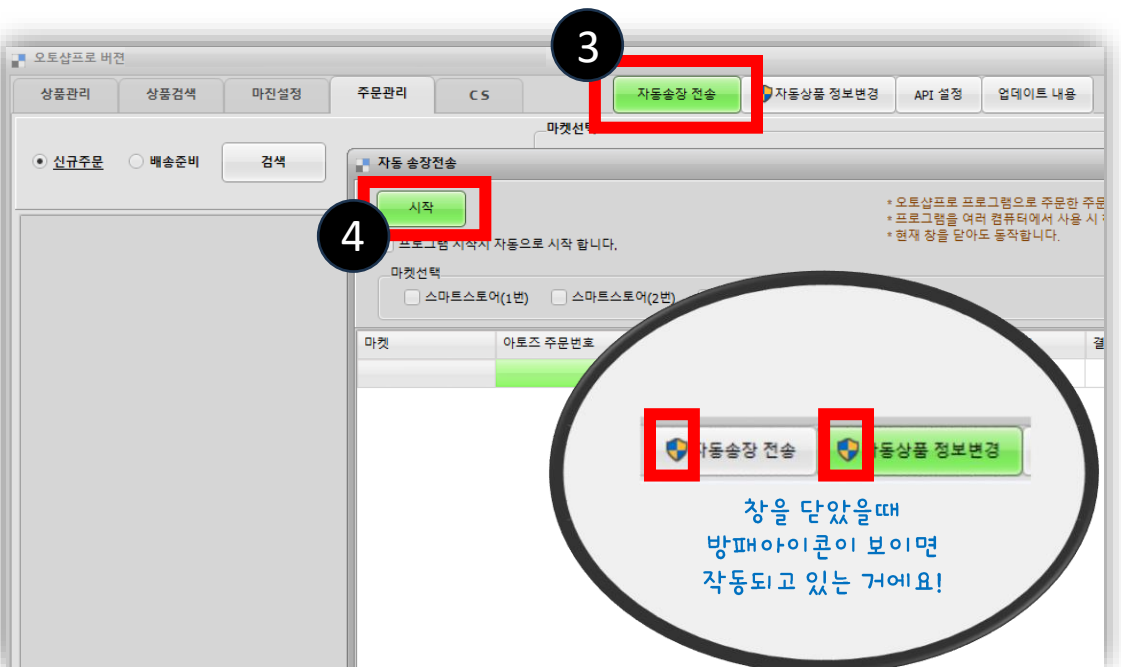 3
오토샵프로 버젼
상품관리 상품검색 마진설정 주문관리 C S 자동송장 전송 자동상품 정보변경 API 설정 업데이트 내용
마켓선택
신규주문 배송준비 검색
자동 송장전송
4
시작
* 오토샵프로 프로그램으로 주문한 주문
* 프로그램을 여러 컴퓨터에서 사용 시
* 현재 창을 닫아도 동작합니다.
프로그램 시작시 자동으로 시작 합니다.
마켓선택
스마트스토어(1번) 스마트스토어(2번)
마켓 아토즈 주문번호
자동송장 전송 자동상품 정보변경
창을 닫았을때
방패아이콘이 보이면
작동되고 있는 거에요!